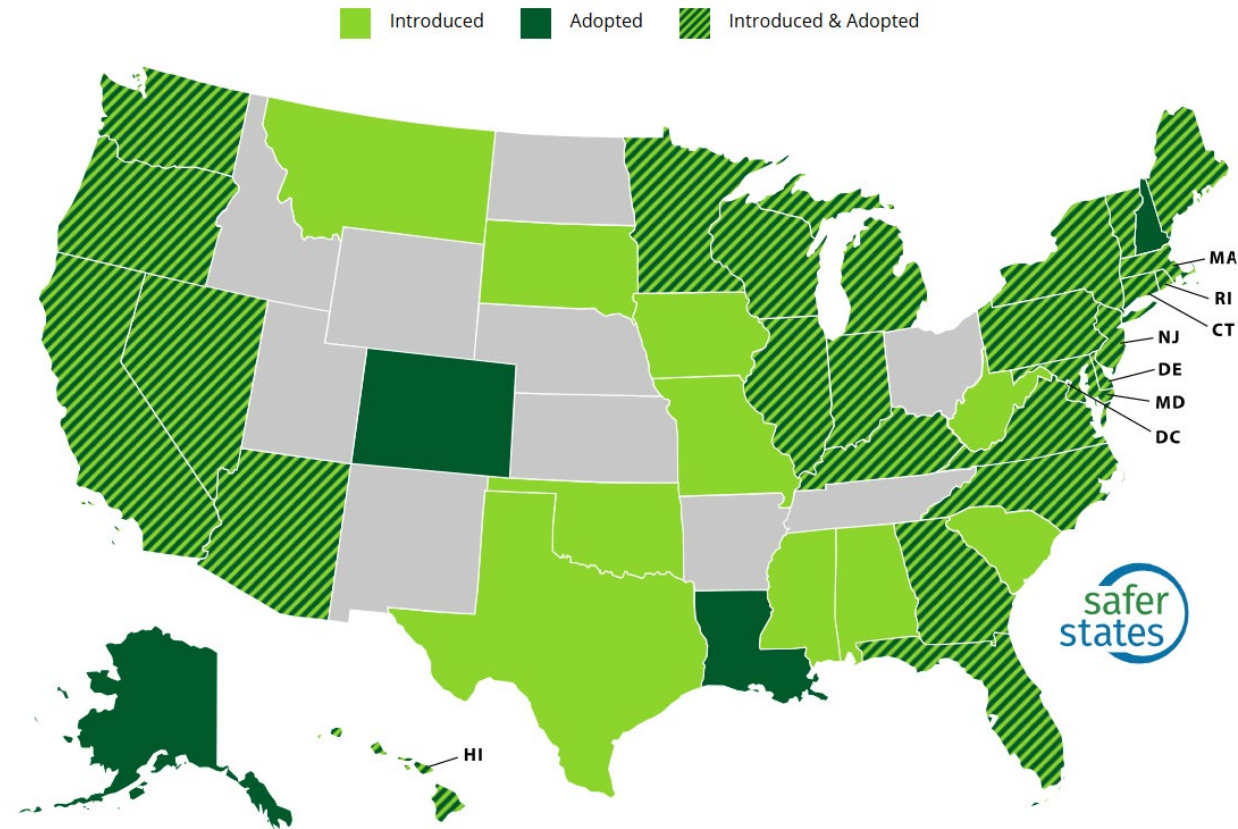 Introduced Adopted Introduced & Adopted
MA
RI
CT
NJ
DE
MD
DC
safer
states
HI